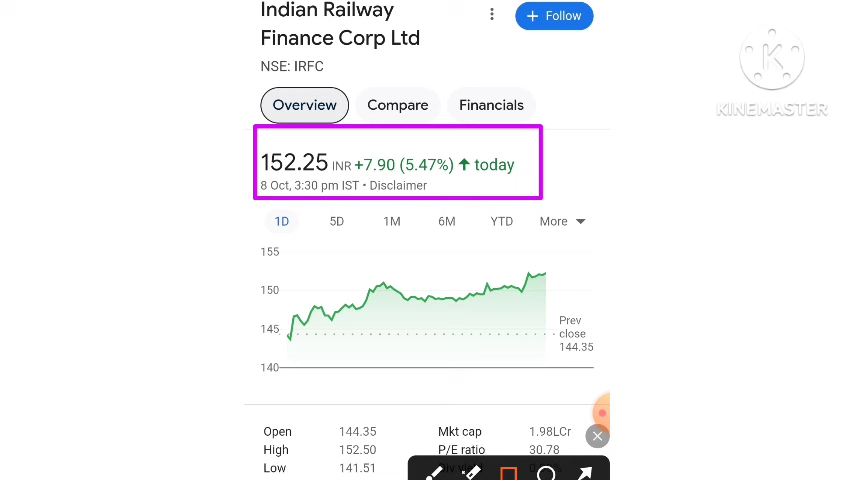 Indian Railway
Finance Corp Ltd
+ Follow
NSE: IRFC
Overview
Compare
Financials
152.25 INR +7.90 (5.47%) ↑ today
8 Oct, 3:30 pm IST • Disclaimer
1D 5D 1M 6M YTD More
155
150
145
140
Prev
close
144.35
Open 144.35 Mkt cap 1.98LCr
High 152.50 P/E ratio 30.78
Low 141.51
K
KINEMASTER